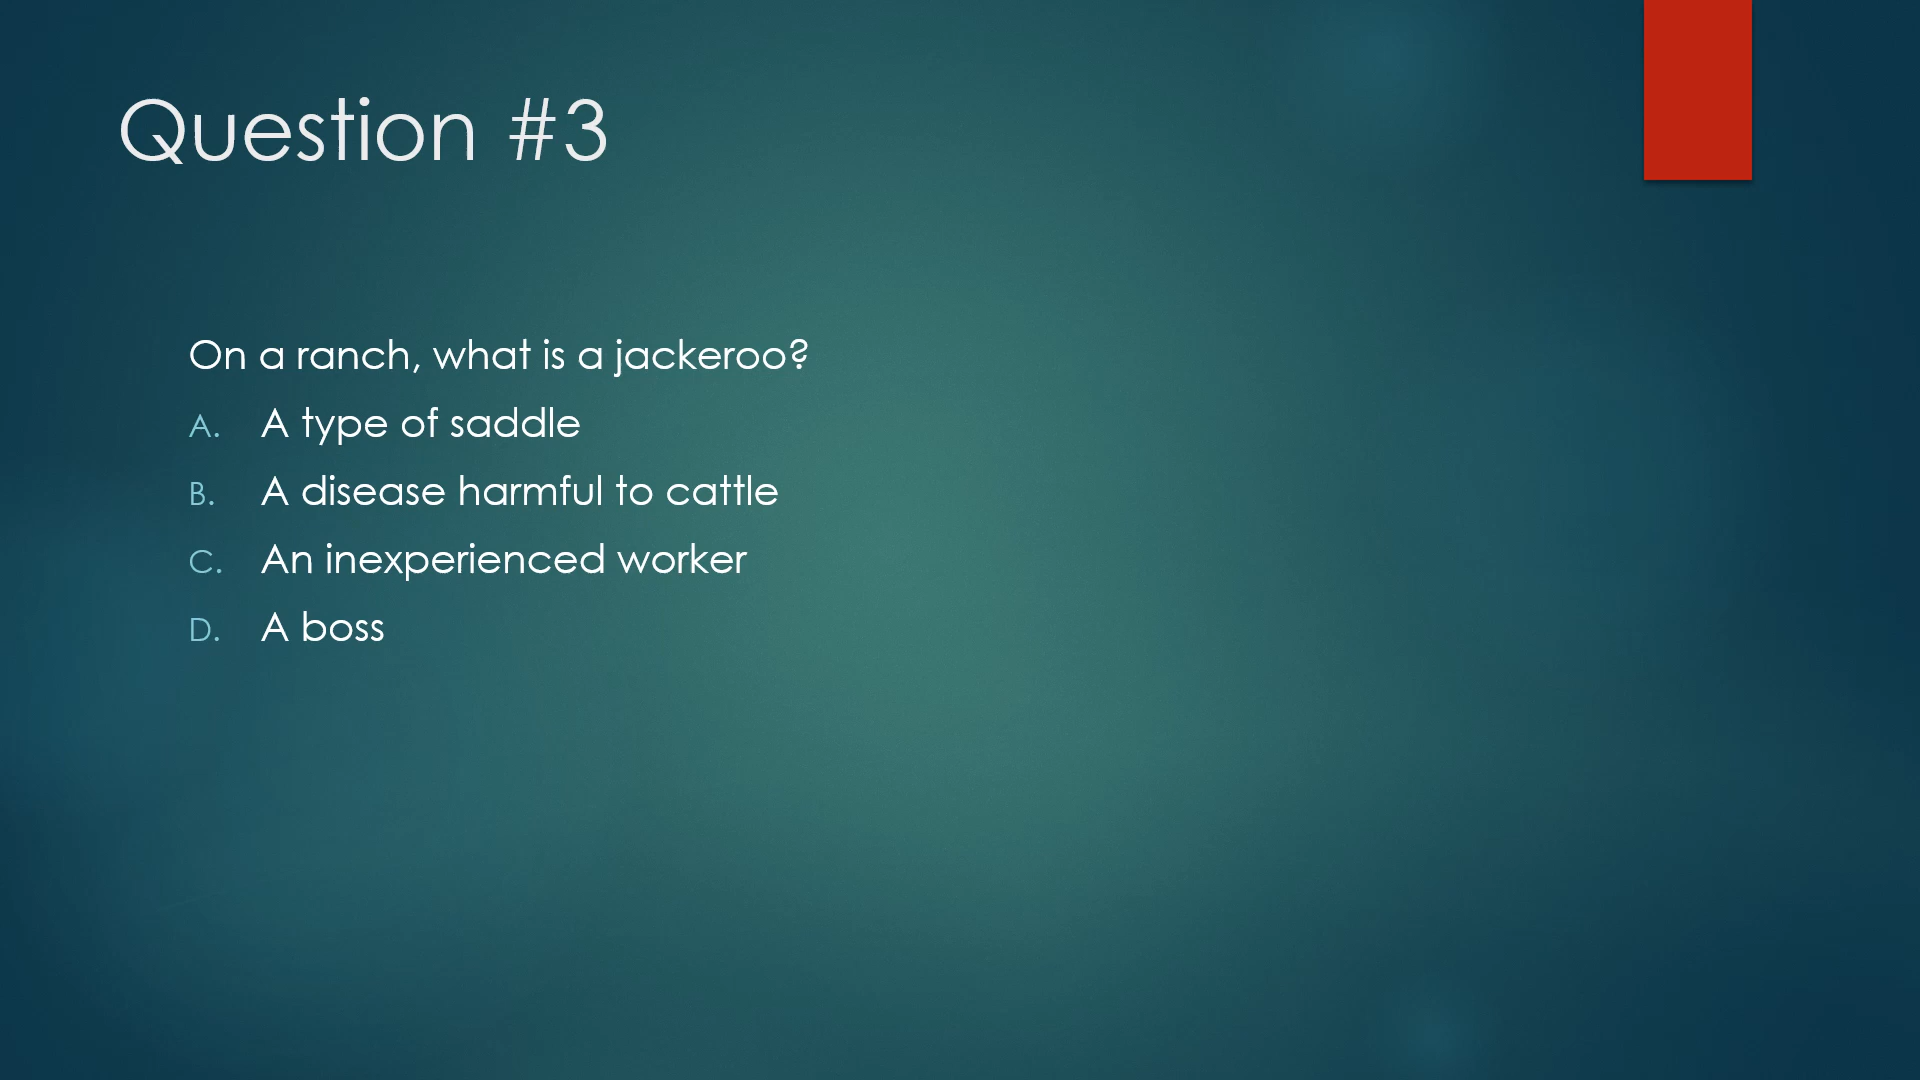 Question #3
On a ranch, what is a jackeroo?
A. A type of saddle
B. A disease harmful to cattle
C. An inexperienced worker
D. A boss